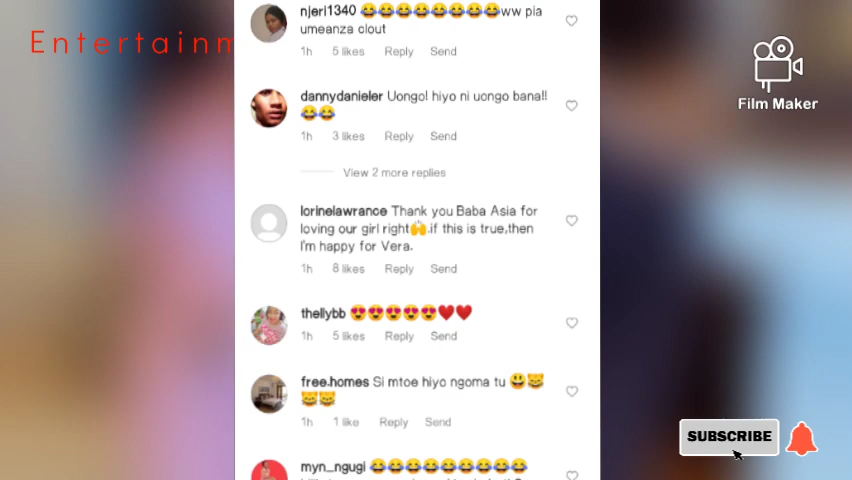 Entertainm
njeri1340 😂😂😂😂😂😂😂😂ww pia
umeanza clout
1h 5 likes Reply Send
dannydanieler Uongo! hiyo ni uongo bana!!
😂😂
1h 3 likes Reply Send
View 2 more replies
lorinelawrance Thank you Baba Asia for
loving our girl right🙌.if this is true,then
I'm happy for Vera.
1h 8 likes Reply Send
thellybb 😍😍😍😍😍❤️❤️
1h 5 likes Reply Send
free.homes Si mtoe hiyo ngoma tu 😃😹
😹😹
1h 1 like Reply Send
myn_ngugi 😂😂😂😂😂😂😂😂😂
Film Maker
SUBSCRIBE